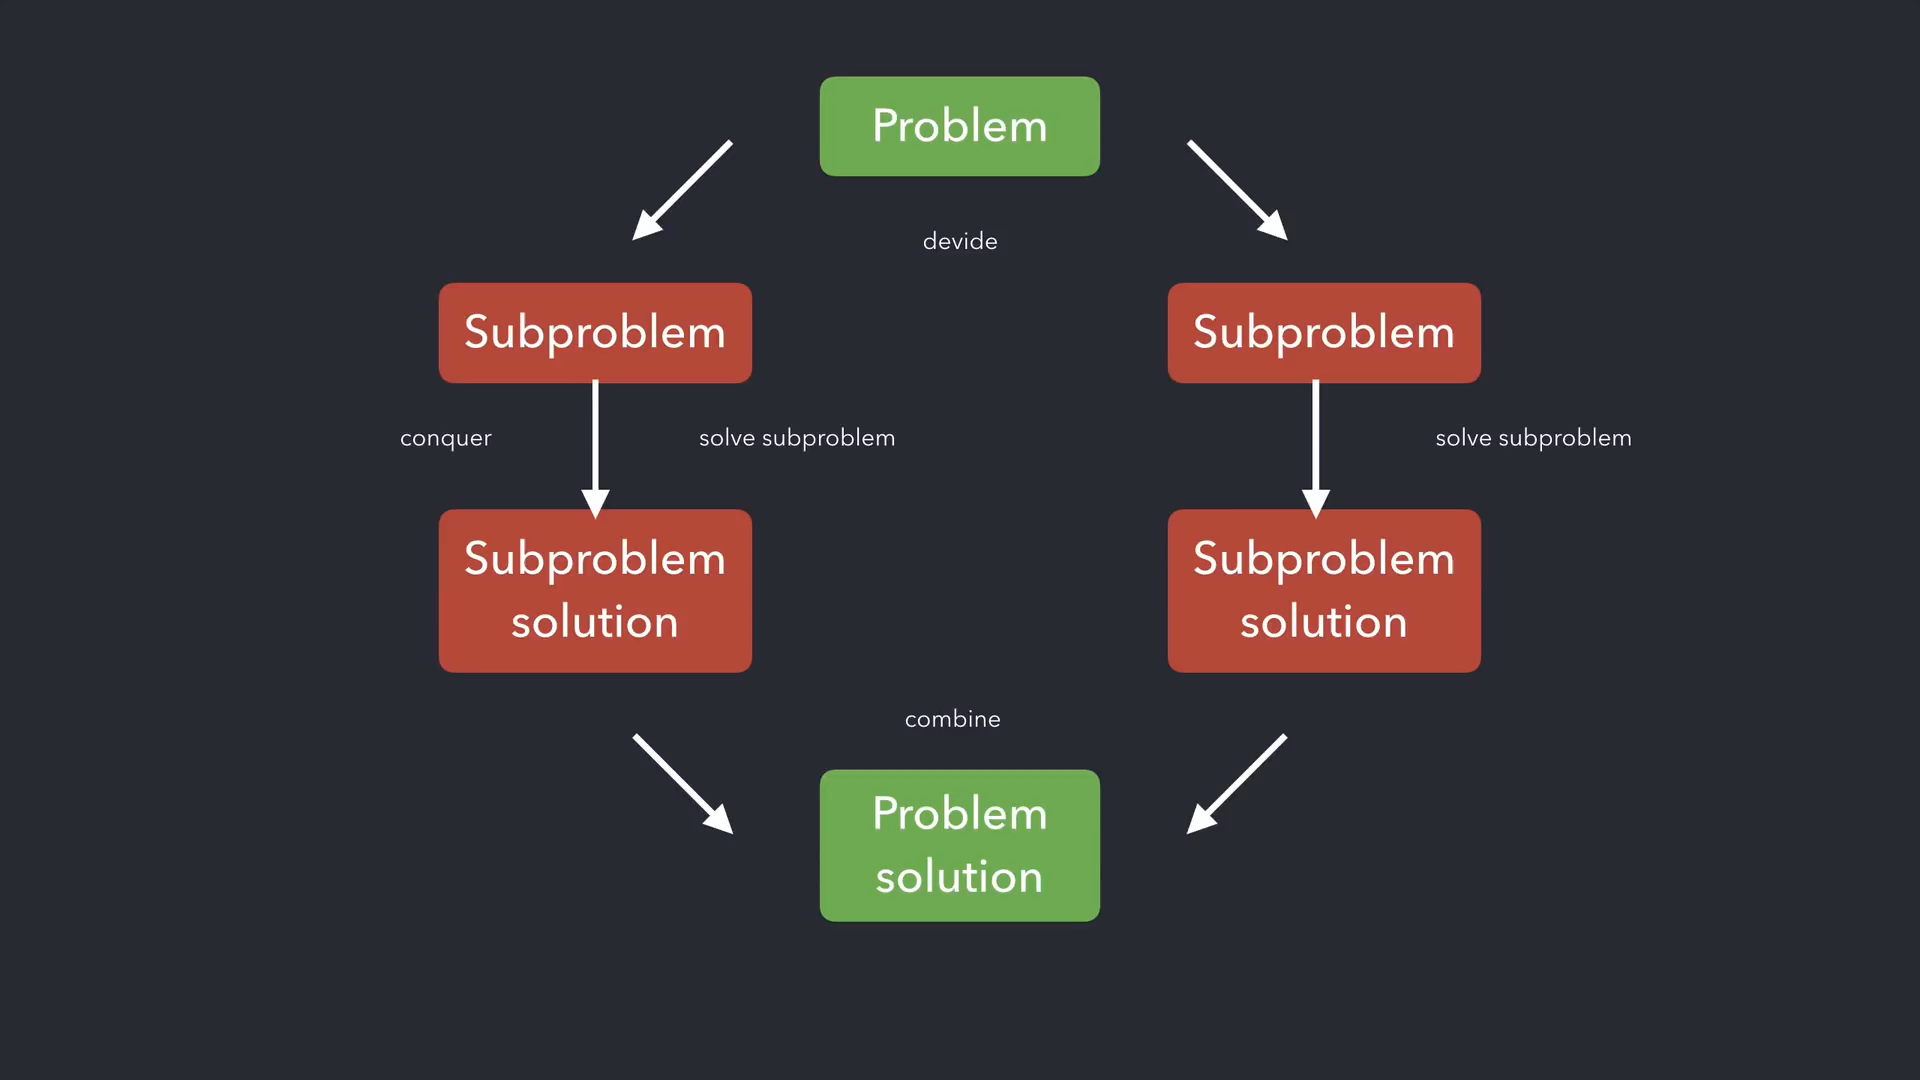 Problem
devide
Subproblem
Subproblem
conquer
solve subproblem
solve subproblem
Subproblem
solution
Subproblem
solution
combine
Problem
solution